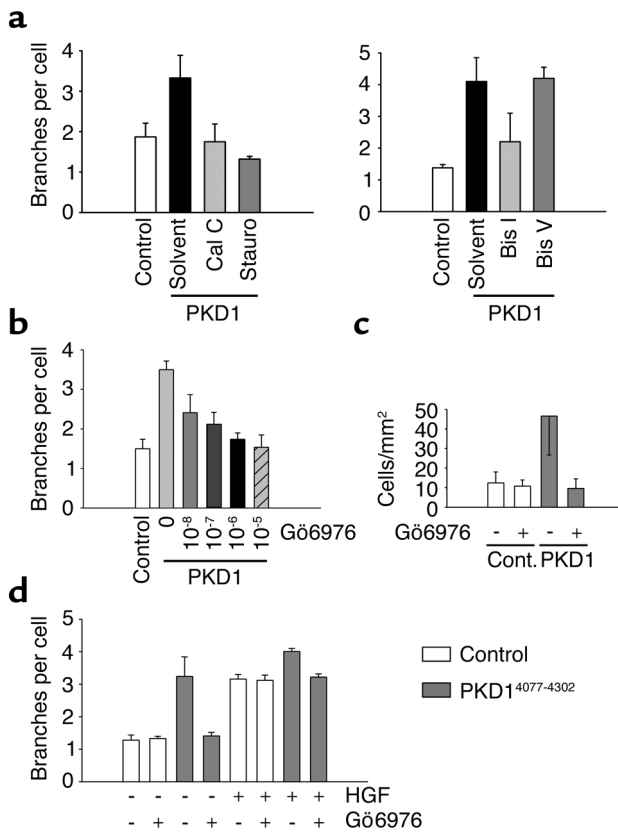 a
Branches per cell
4
3
2
1
0
Control
Solvent
Cal C
Stauro
PKD1
5
4
3
2
1
0
Control
Solvent
Bis I
Bis V
PKD1
b
Branches per cell
4
3
2
1
0
Control
0
10⁻⁸
10⁻⁷
10⁻⁶
10⁻⁵
Gö6976
PKD1
c
Cells/mm²
50
40
30
20
10
0
Gö6976 - + - +
Cont. PKD1
d
Branches per cell
5
4
3
2
1
0
- - - - + + + + HGF
- + - + - + - + Gö6976
Control
PKD1⁴⁰⁷⁷⁻⁴³⁰²